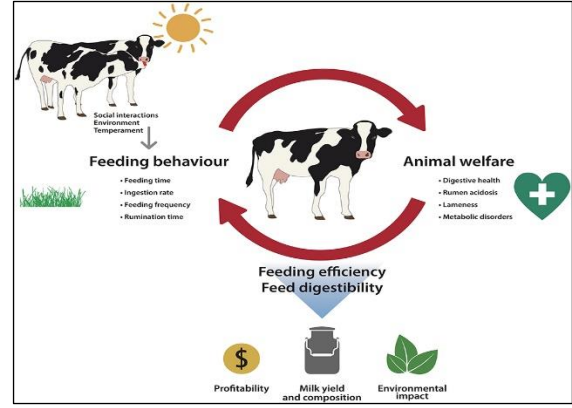 Social interactions
Environment
Temperament
Feeding behaviour
• Feeding time
• Ingestion rate
• Feeding frequency
• Rumination time
Animal welfare
• Digestive health
• Rumen acidosis
• Lameness
• Metabolic disorders
Feeding efficiency
Feed digestibility
$
Profitability
Milk yield
and composition
Environmental
impact